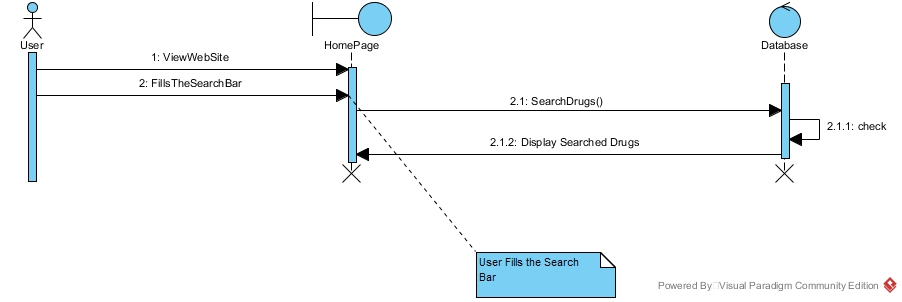 User
HomePage
Database
1: ViewWebSite
2: FillsTheSearchBar
2.1: SearchDrugs()
2.1.1: check
2.1.2: Display Searched Drugs
User Fills the Search
Bar
Powered By Visual Paradigm Community Edition